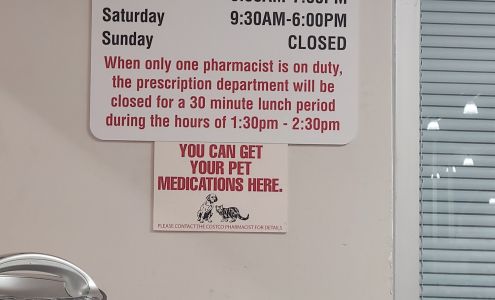 Saturday 9:30AM-6:00PM
Sunday CLOSED
When only one pharmacist is on duty,
the prescription department will be
closed for a 30 minute lunch period
during the hours of 1:30pm - 2:30pm
YOU CAN GET
YOUR PET
MEDICATIONS HERE.
PLEASE CONTACT THE COSTCO PHARMACIST FOR DETAILS